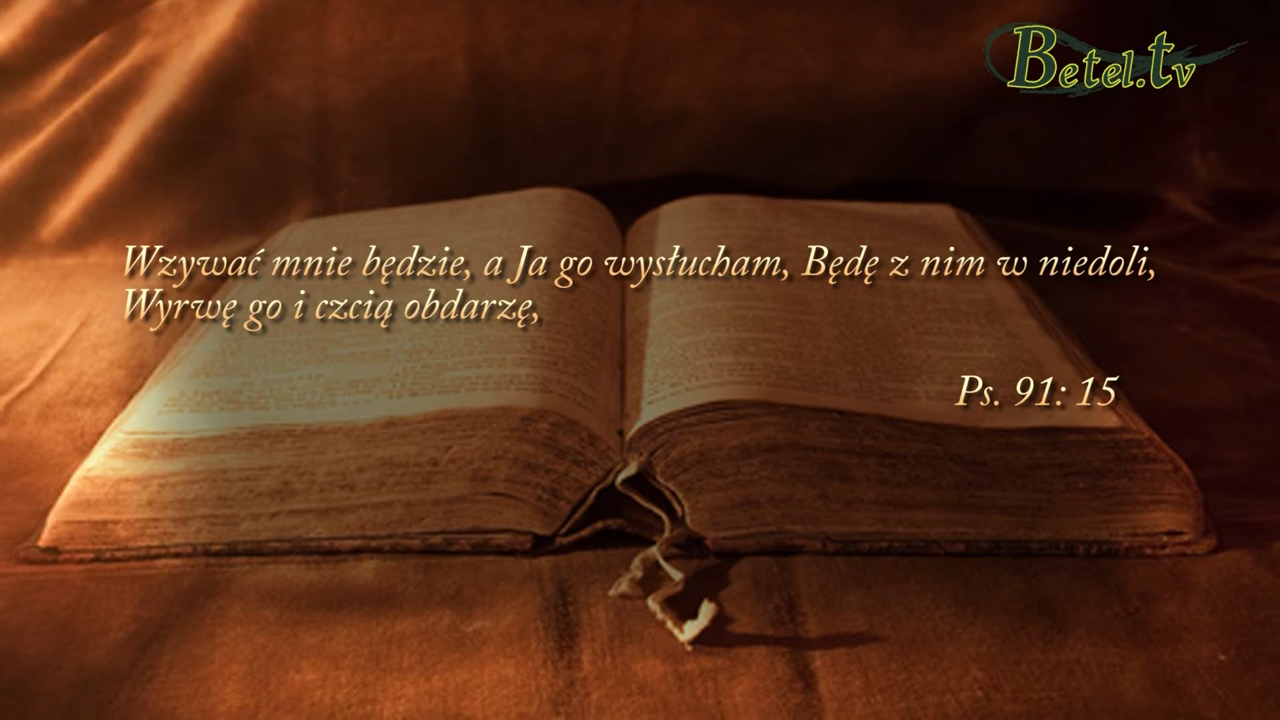 Betel.tv
Wzywać mnie będzie, a Ja go wysłucham, Będę z nim w niedoli,
Wyrwę go i czcią obdarzę,
Ps. 91: 15